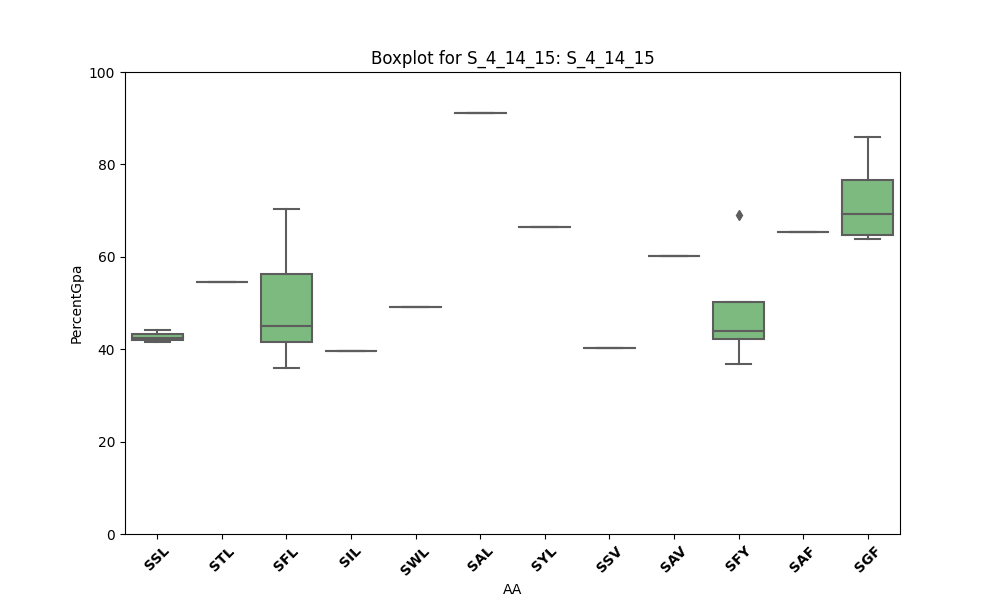 Boxplot for S_4_14_15: S_4_14_15
100
80
60
40
20
0
PercentGpa
SSL STL SFL SIL SWL SAL SYL SSV SAV SFY SAF SGF
AA